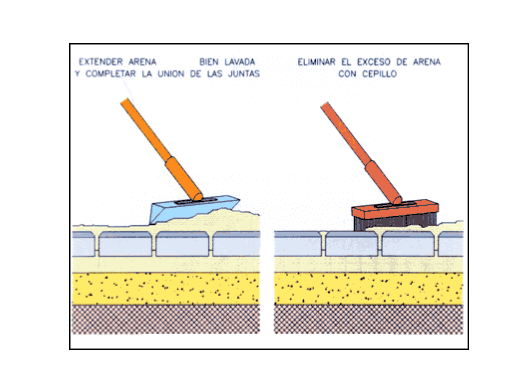 EXTENDER ARENA BIEN LAVADA
Y COMPLETAR LA UNION DE LAS JUNTAS
ELIMINAR EL EXCESO DE ARENA
CON CEPILLO